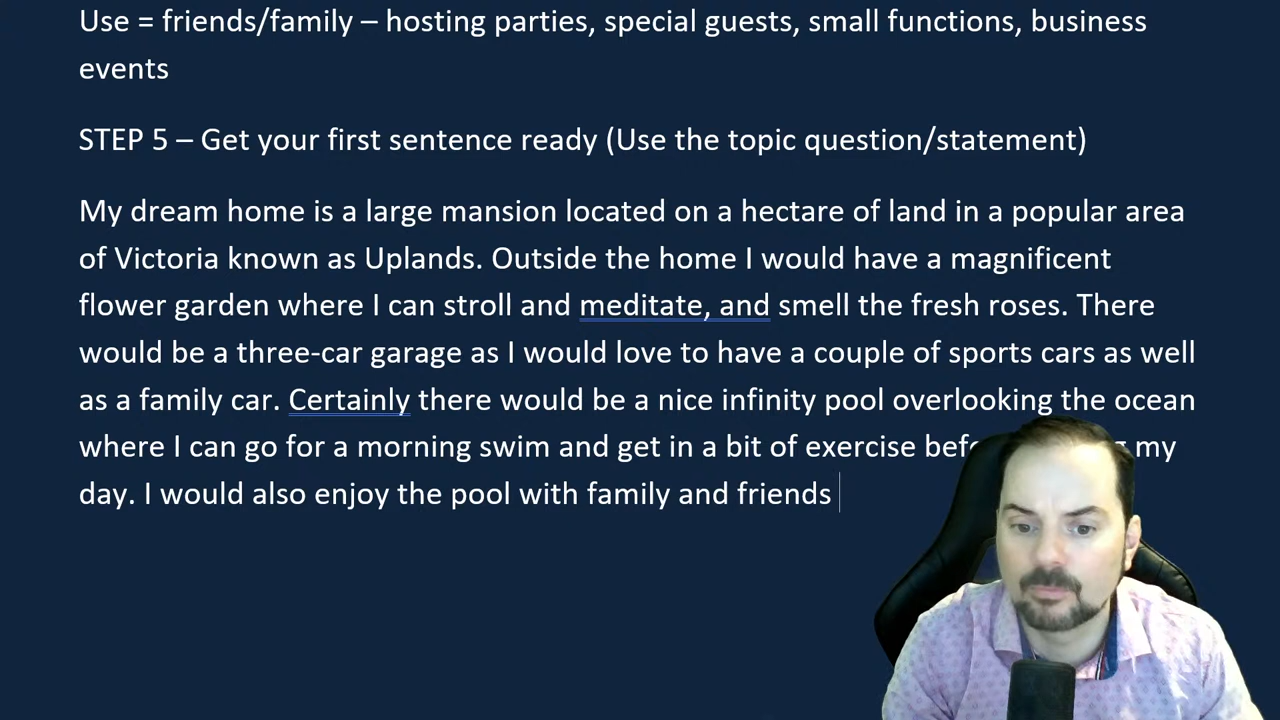 Use = friends/family – hosting parties, special guests, small functions, business
events
STEP 5 – Get your first sentence ready (Use the topic question/statement)
My dream home is a large mansion located on a hectare of land in a popular area
of Victoria known as Uplands. Outside the home I would have a magnificent
flower garden where I can stroll and meditate, and smell the fresh roses. There
would be a three-car garage as I would love to have a couple of sports cars as well
as a family car. Certainly there would be a nice infinity pool overlooking the ocean
where I can go for a morning swim and get in a bit of exercise my
day. I would also enjoy the pool with family and friends